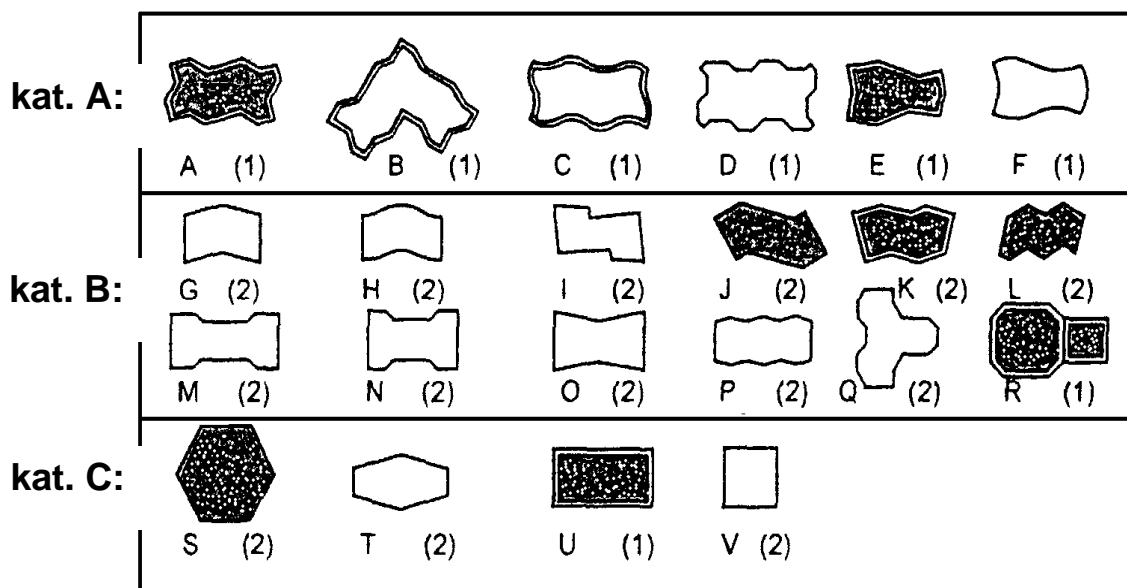 kat. A:
A (1) B (1) C (1) D (1) E (1) F (1)
kat. B:
G (2) H (2) I (2) J (2) K (2) L (2)
M (2) N (2) O (2) P (2) Q (2) R (1)
kat. C:
S (2) T (2) U (1) V (2)